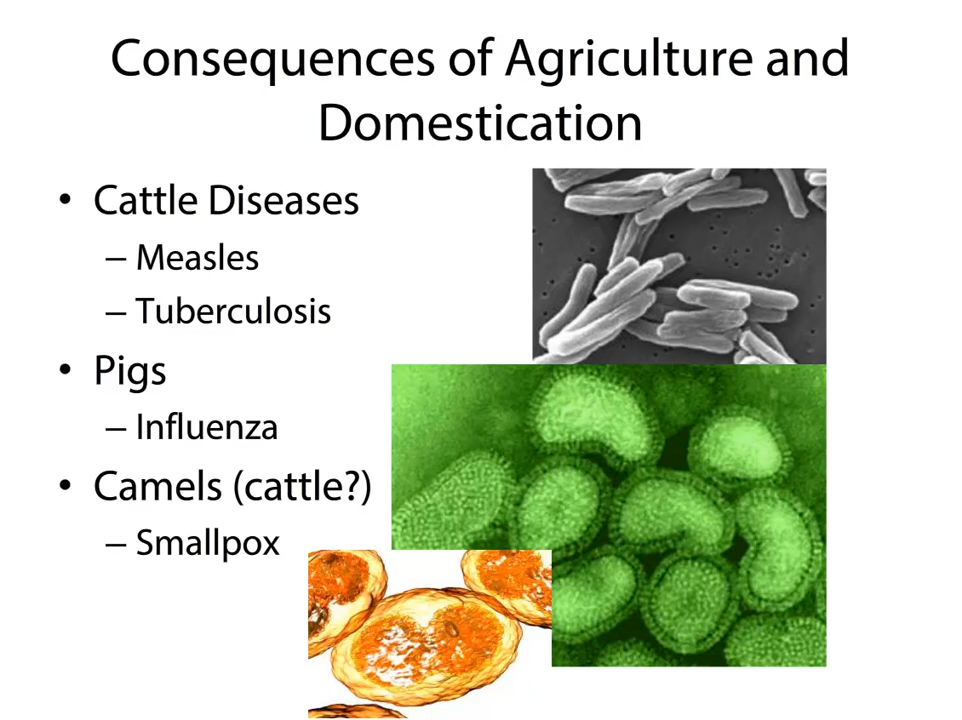 Consequences of Agriculture and
Domestication
• Cattle Diseases
– Measles
– Tuberculosis
• Pigs
– Influenza
• Camels (cattle?)
– Smallpox